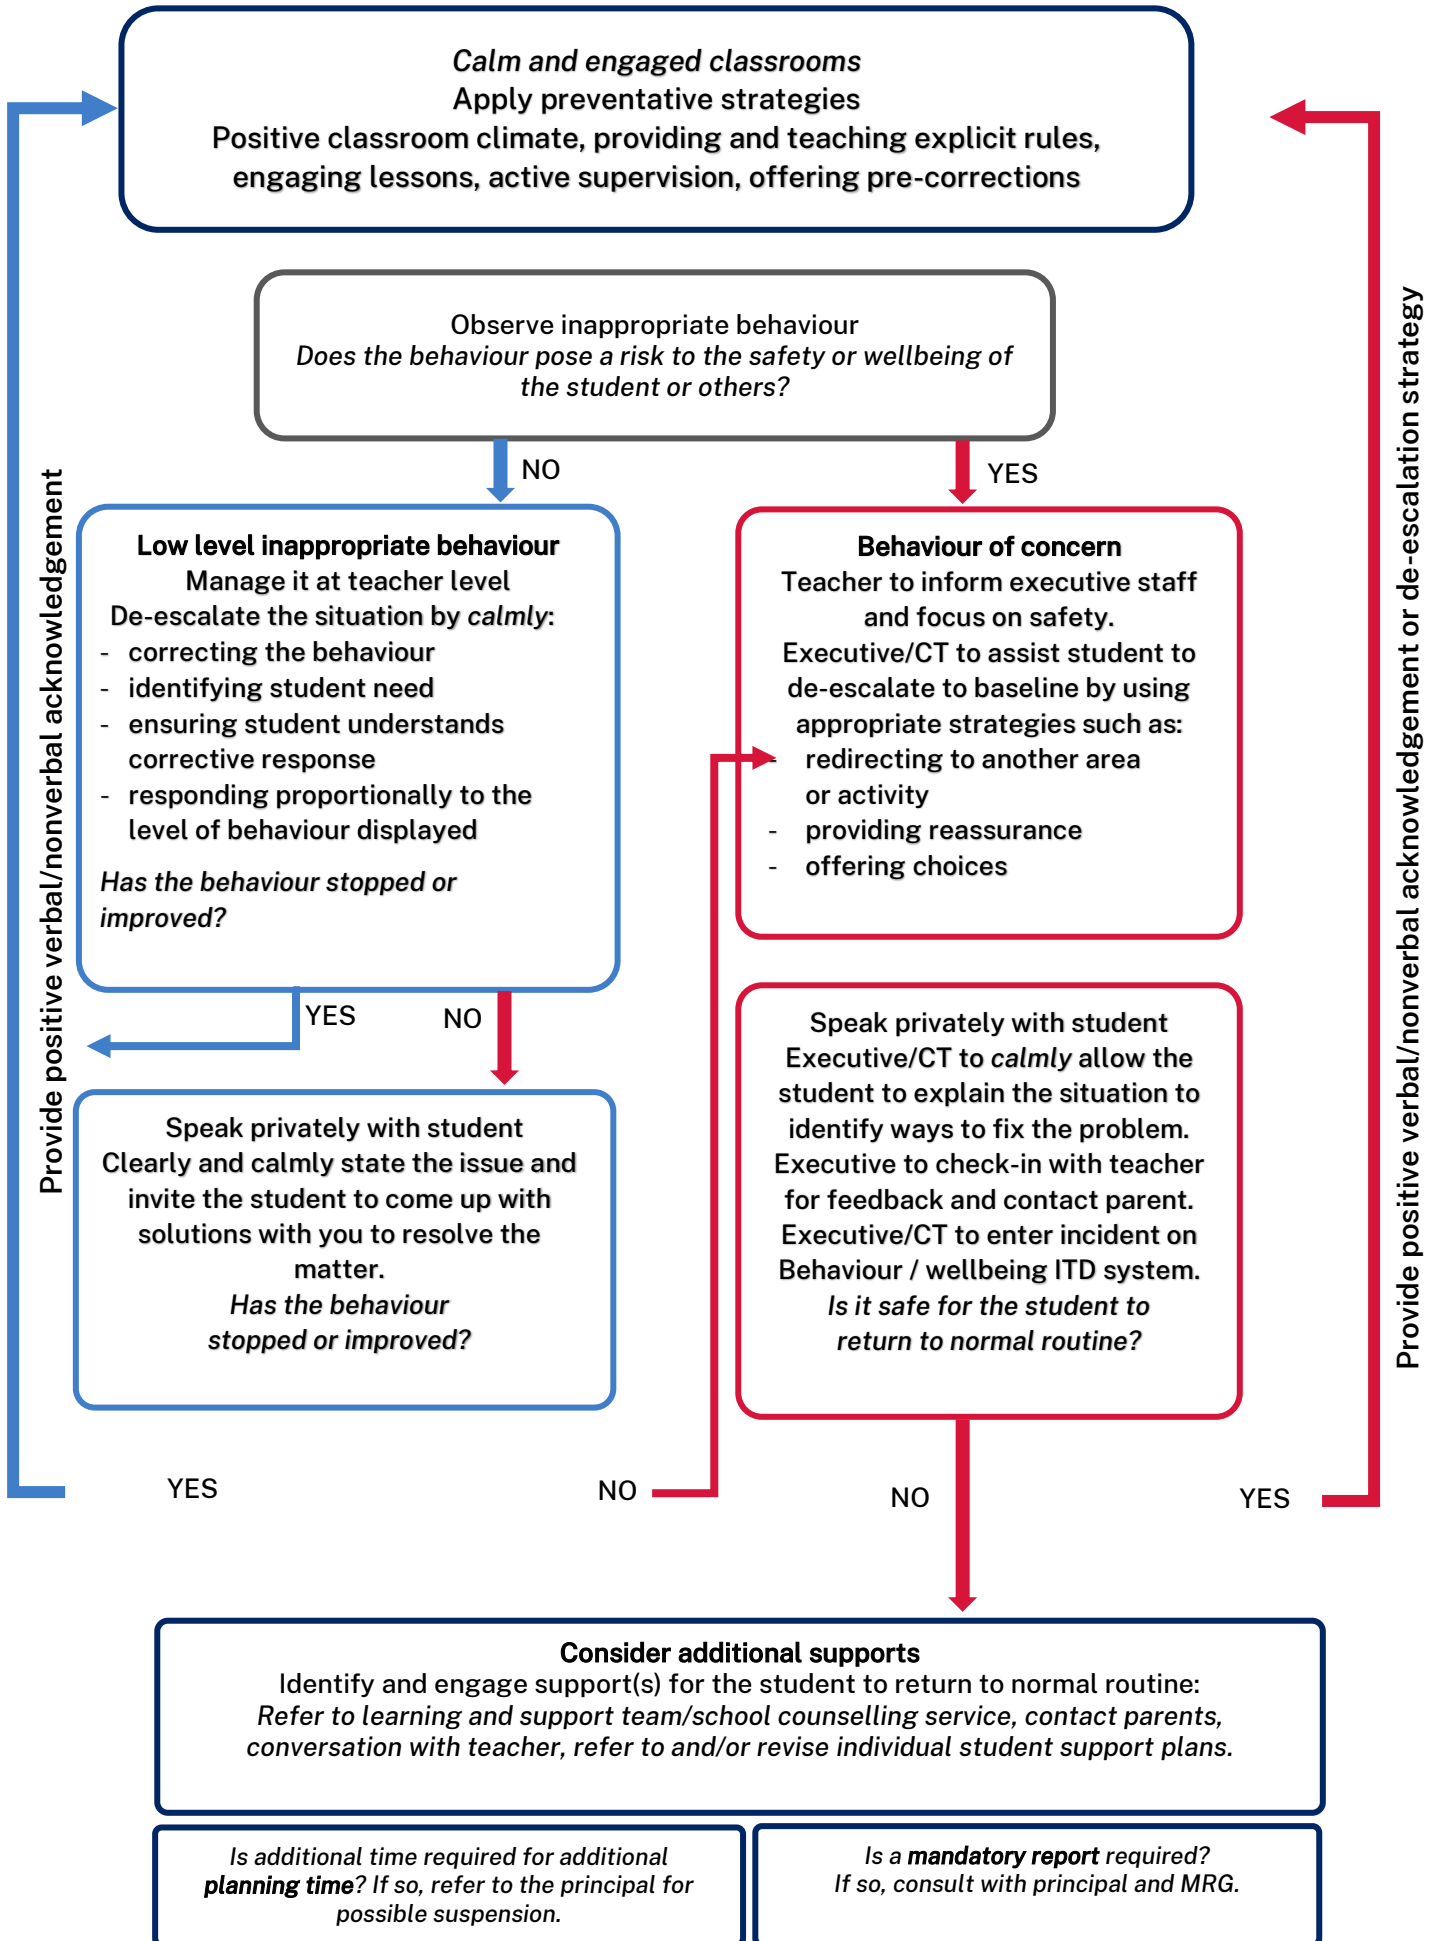 Calm and engaged classrooms
Apply preventative strategies
Positive classroom climate, providing and teaching explicit rules,
engaging lessons, active supervision, offering pre-corrections
Observe inappropriate behaviour
Does the behaviour pose a risk to the safety or wellbeing of
the student or others?
NO
YES
Low level inappropriate behaviour
Manage it at teacher level
De-escalate the situation by calmly:
- correcting the behaviour
- identifying student need
- ensuring student understands
corrective response
- responding proportionally to the
level of behaviour displayed
Has the behaviour stopped or
improved?
Behaviour of concern
Teacher to inform executive staff
and focus on safety.
Executive/CT to assist student to
de-escalate to baseline by using
appropriate strategies such as:
- redirecting to another area
or activity
- providing reassurance
- offering choices
YES
NO
Speak privately with student
Clearly and calmly state the issue and
invite the student to come up with
solutions with you to resolve the
matter.
Has the behaviour
stopped or improved?
Speak privately with student
Executive/CT to calmly allow the
student to explain the situation to
identify ways to fix the problem.
Executive to check-in with teacher
for feedback and contact parent.
Executive/CT to enter incident on
Behaviour / wellbeing ITD system.
Is it safe for the student to
return to normal routine?
YES
NO
NO
YES
Provide positive verbal/nonverbal acknowledgement
Provide positive verbal/nonverbal acknowledgement or de-escalation strategy
Consider additional supports
Identify and engage support(s) for the student to return to normal routine:
Refer to learning and support team/school counselling service, contact parents,
conversation with teacher, refer to and/or revise individual student support plans.
Is additional time required for additional
planning time? If so, refer to the principal for
possible suspension.
Is a mandatory report required?
If so, consult with principal and MRG.